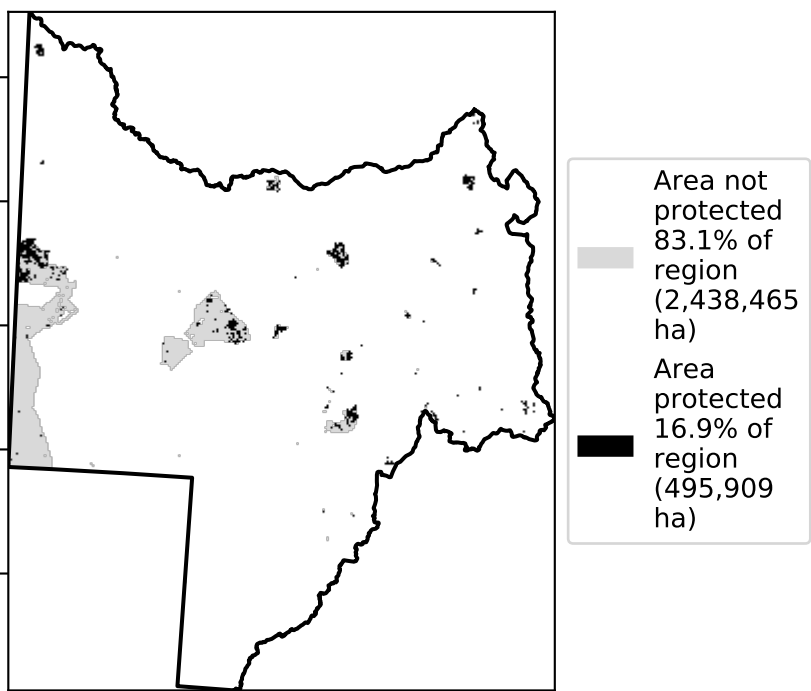 Area not
protected
83.1% of
region
(2,438,465
ha)
Area
protected
16.9% of
region
(495,909
ha)